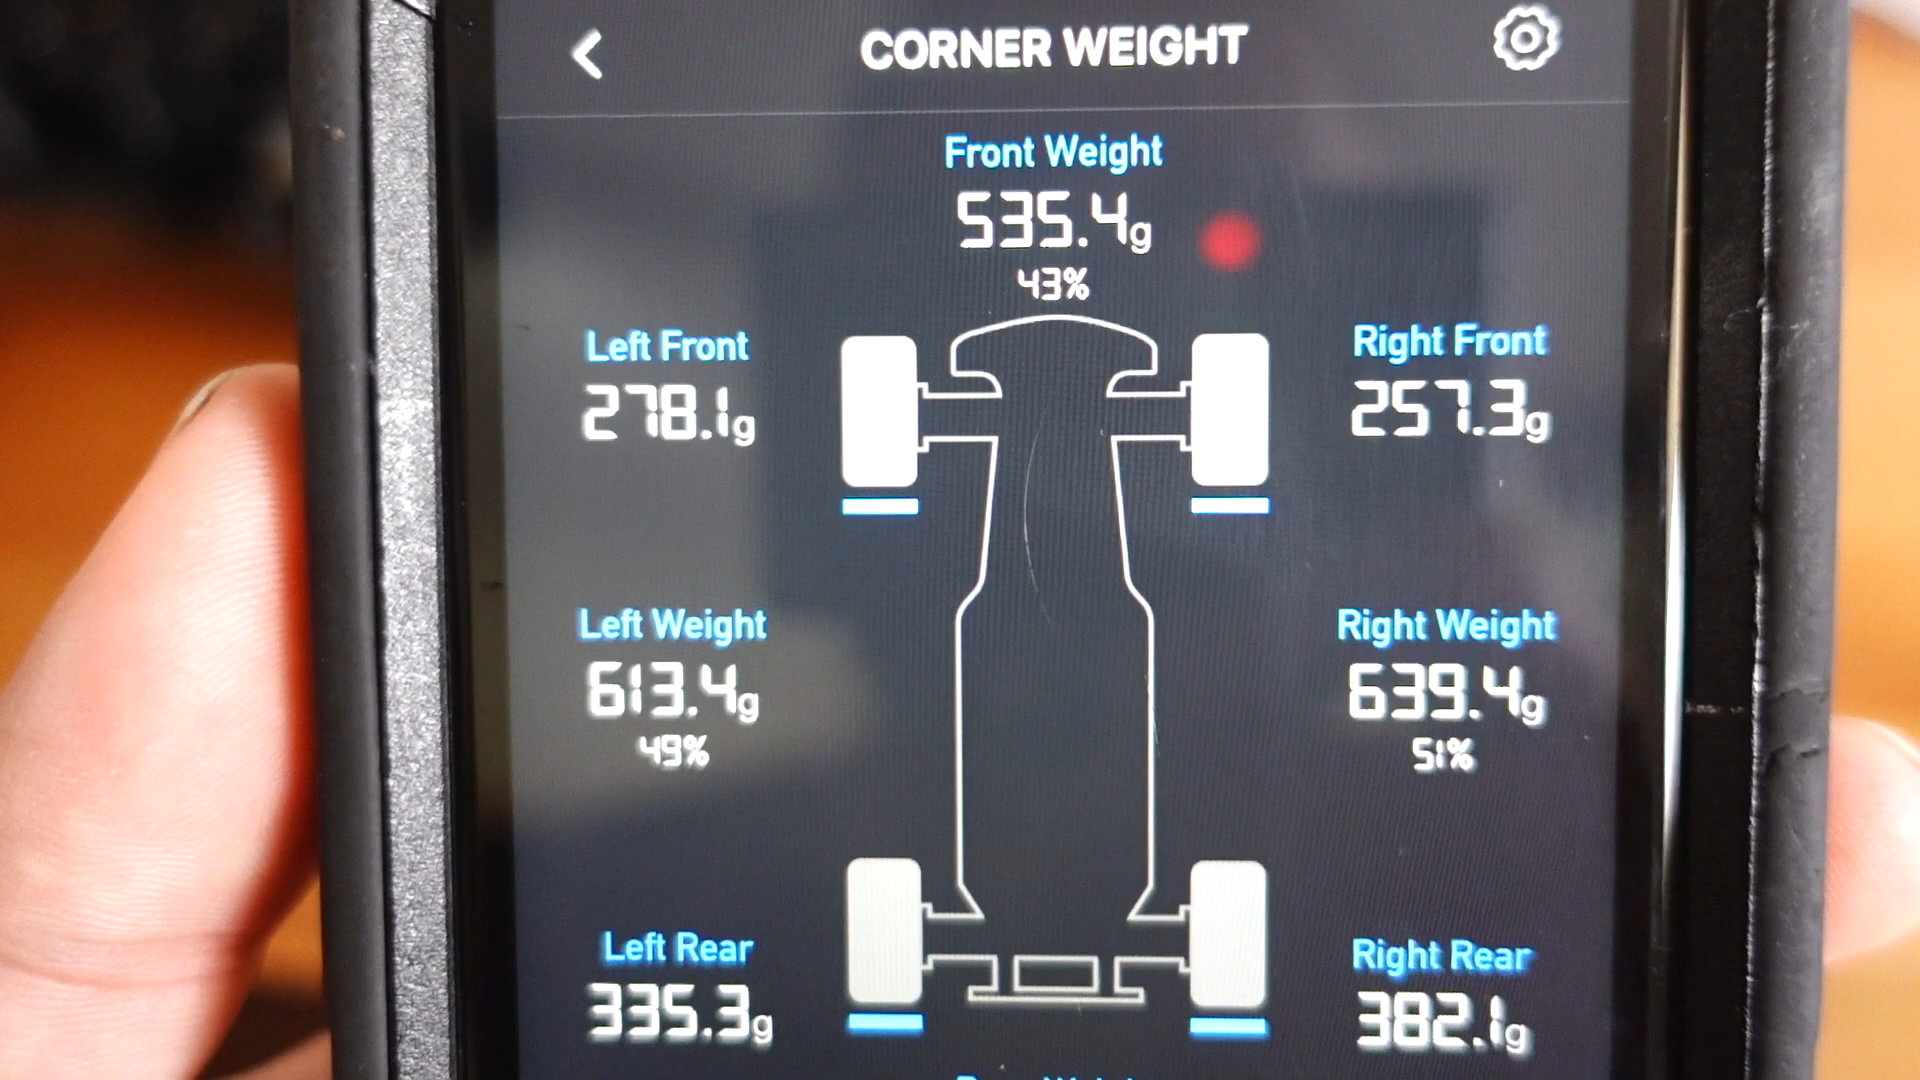 CORNER WEIGHT
Front Weight
535.4g
43%
Left Front
278.1g
Right Front
257.3g
Left Weight
613.4g
49%
Right Weight
639.4g
51%
Left Rear
335.3g
Right Rear
382.1g